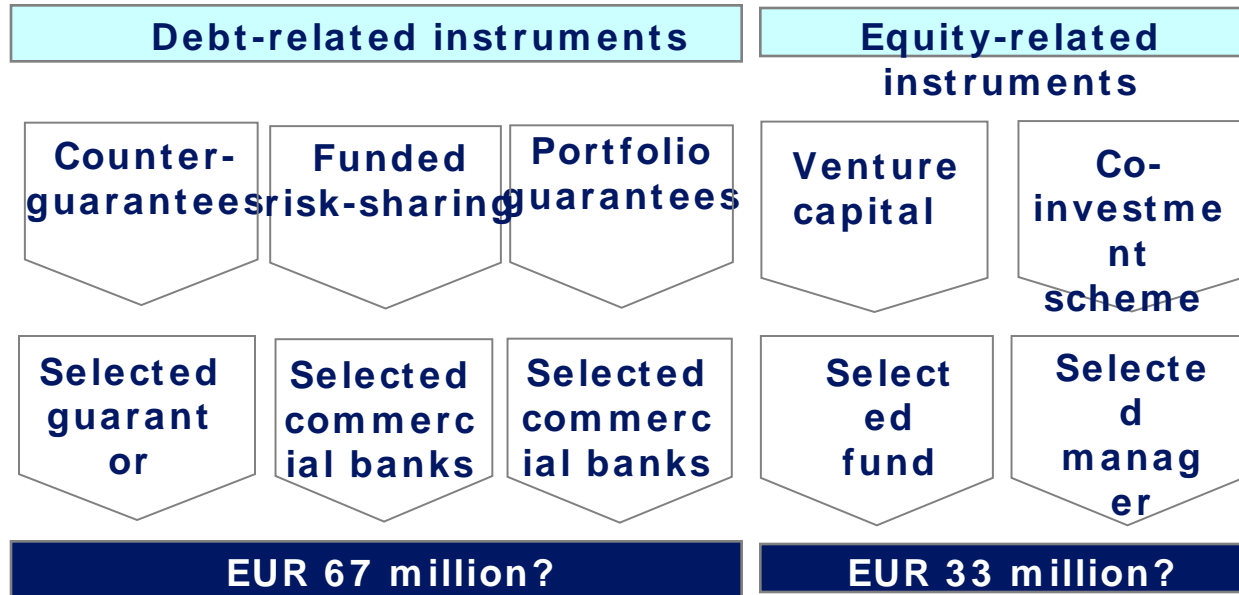 Debt-related instruments
Equity-related
instruments
Counter-
guarantees
Funded
risk-sharing
Portfolio
guarantees
Venture
capital
Co-
investme
nt
scheme
Selected
guarant
or
Selected
commerc
ial banks
Selected
commerc
ial banks
Select
ed
fund
Selecte
d
manag
er
EUR 67 million?
EUR 33 million?